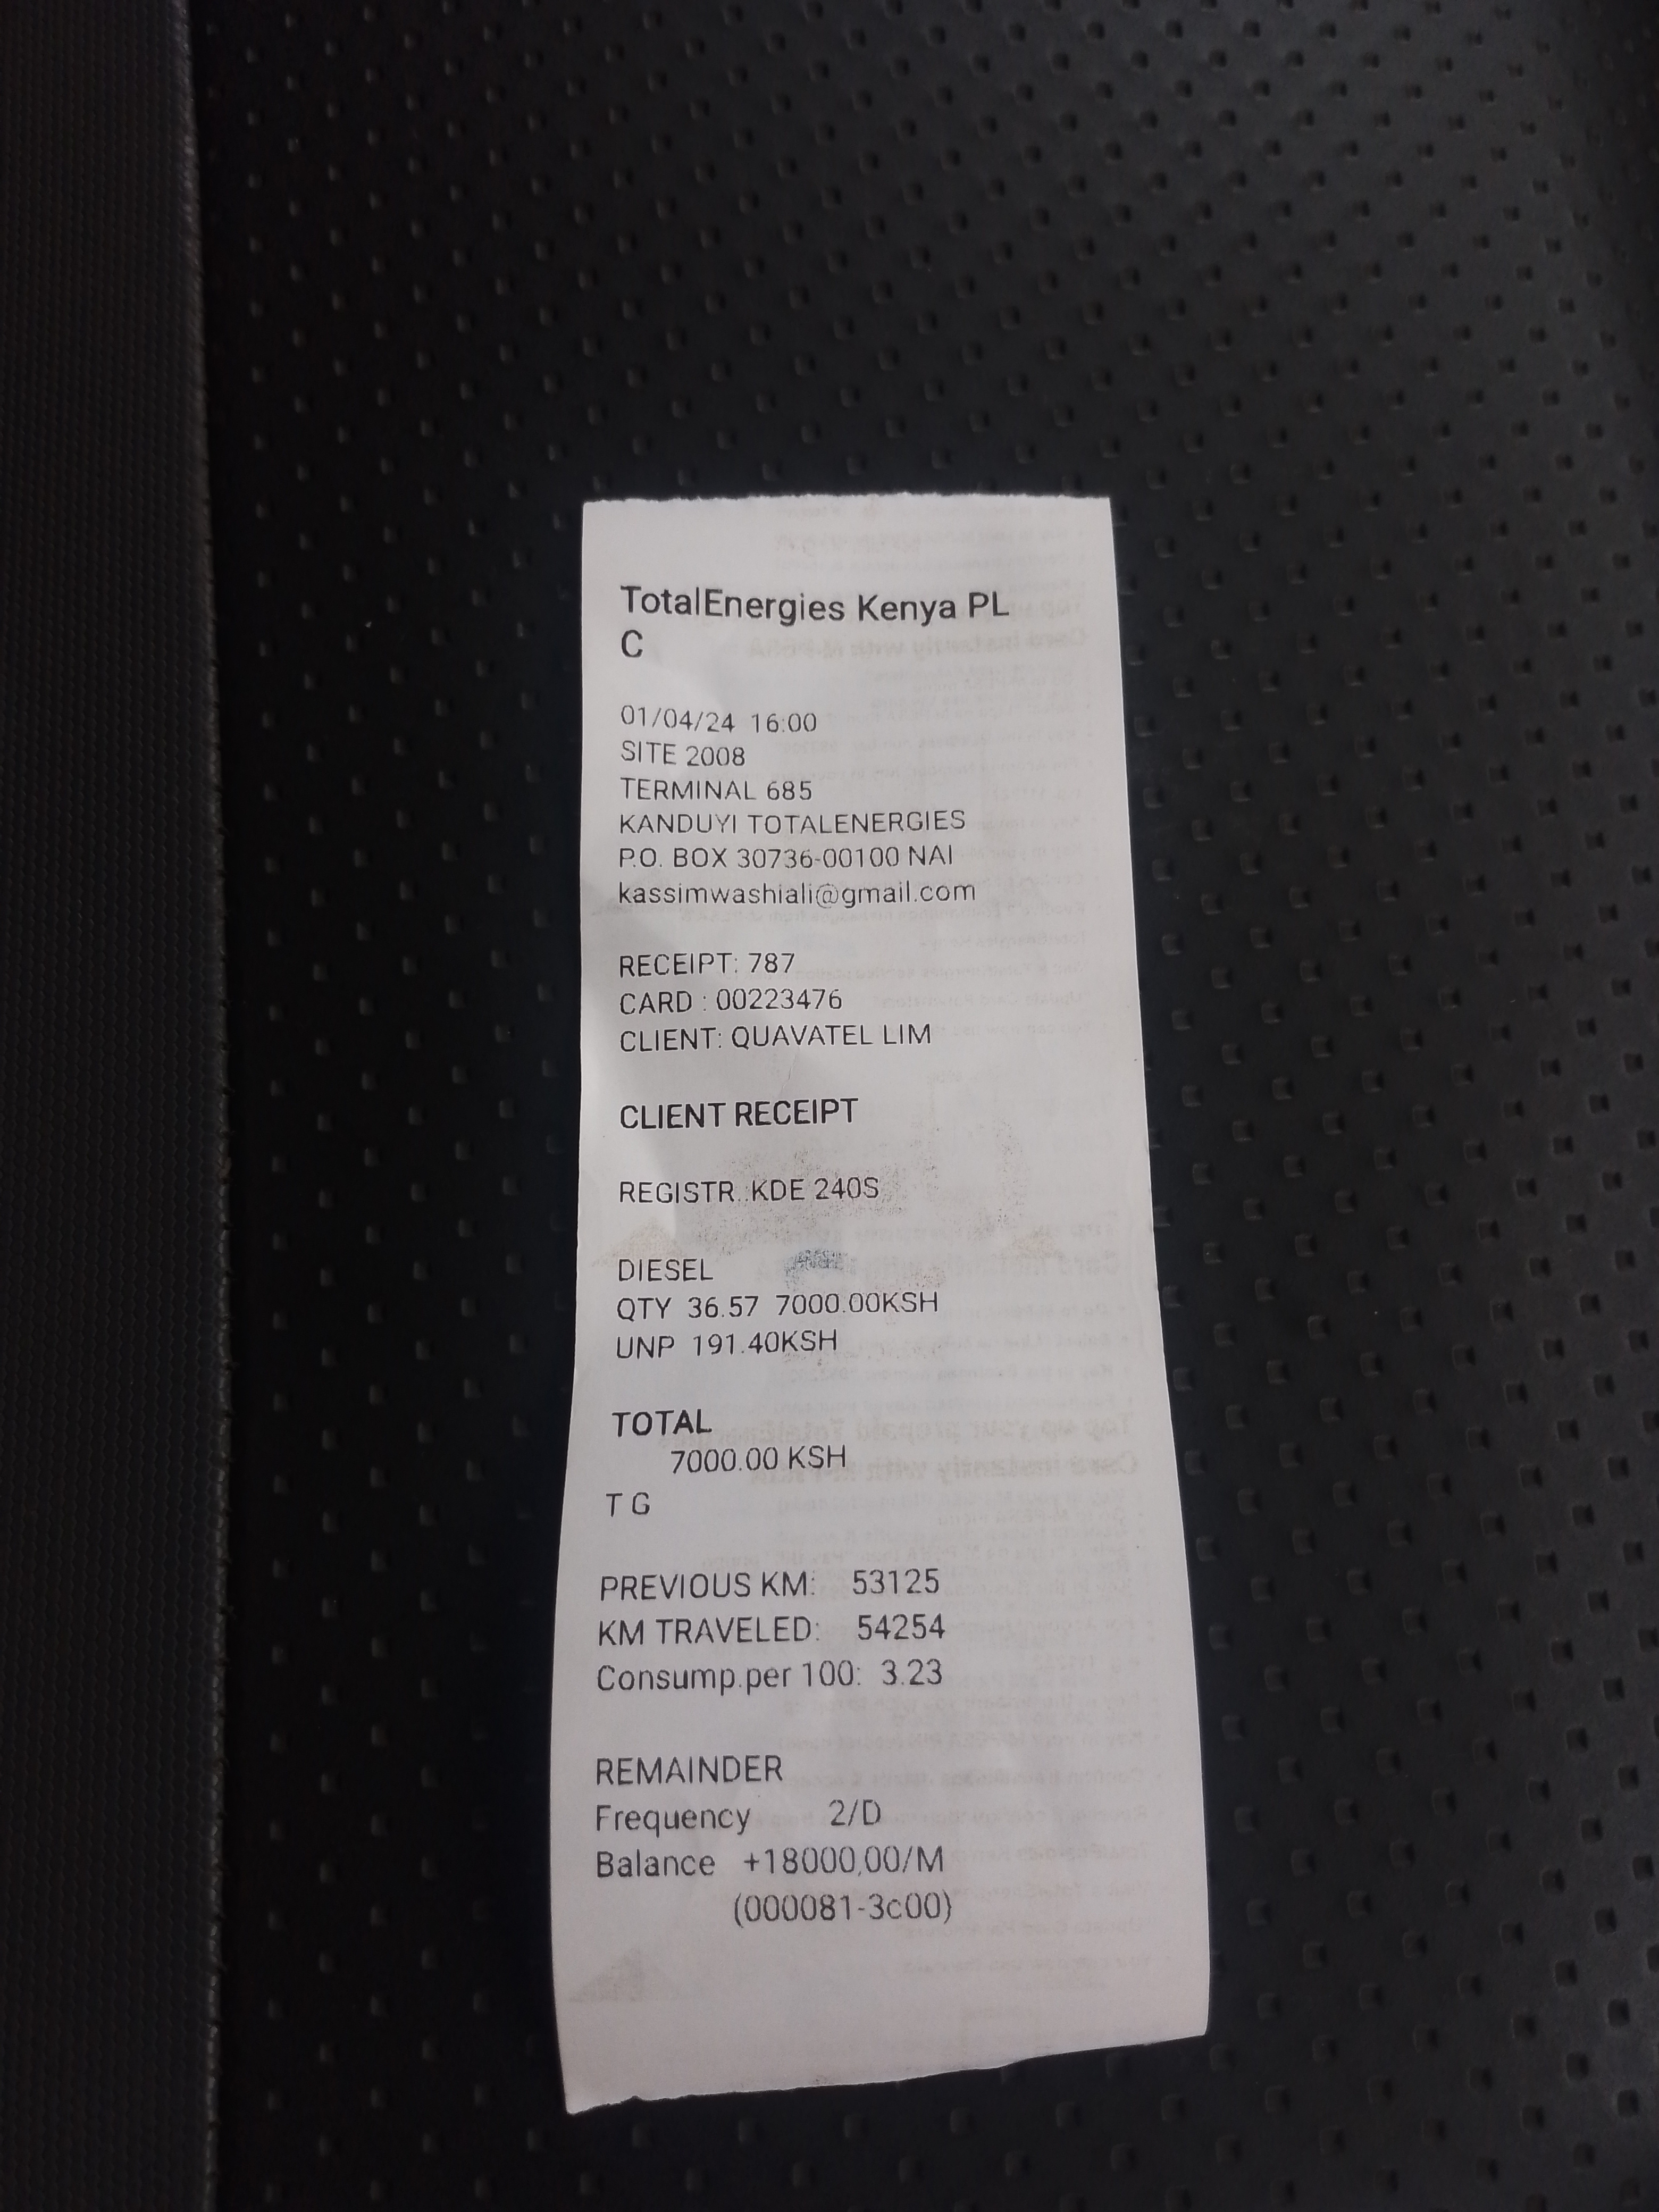 TotalEnergies Kenya PL
C
01/04/24 16:00
SITE 2008
TERMINAL 685
KANDUYI TOTALENERGIES
P.O. BOX 30736-00100 NAI
kassimwashiali@gmail.com
RECEIPT: 787
CARD : 00223476
CLIENT: QUAVATEL LIM
CLIENT RECEIPT
REGISTR.:KDE 240S
DIESEL
QTY 36.57 7000.00KSH
UNP 191.40KSH
TOTAL
7000.00 KSH
T G
PREVIOUS KM: 53125
KM TRAVELED: 54254
Consump.per 100: 3.23
REMAINDER
Frequency 2/D
Balance +18000,00/M
(000081-3c00)